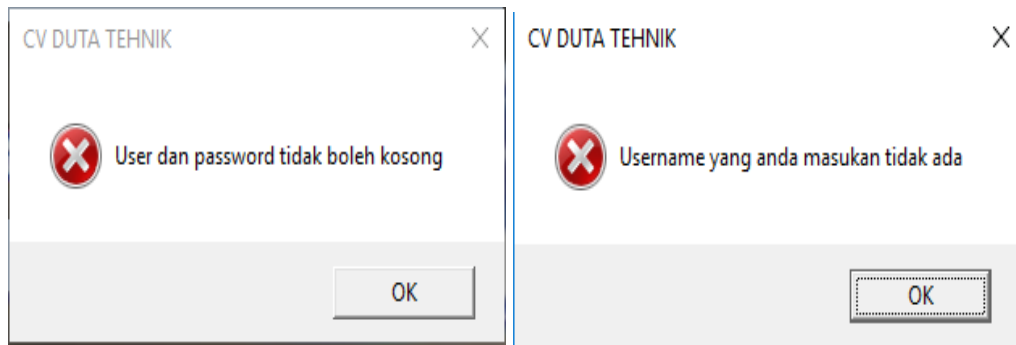 CV DUTA TEHNIK
User dan password tidak boleh kosong
OK
CV DUTA TEHNIK
Username yang anda masukan tidak ada
OK